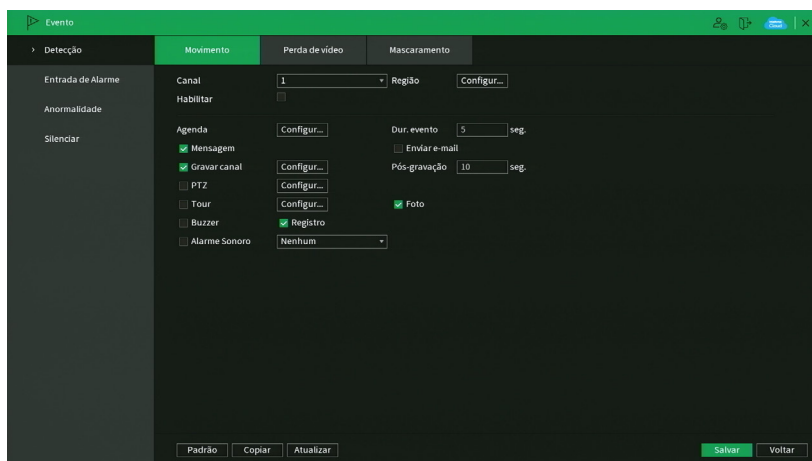 Evento
Cloud
Detecção
Entrada de Alarme
Anormalidade
Silenciar
Movimento Perda de vídeo Mascaramento
Canal 1 Região Configur...
Habilitar
Agenda Configur... Dur. evento 5 seg.
Mensagem Enviar e-mail
Gravar canal Configur... Pós-gravação 10 seg.
PTZ Configur...
Tour Configur... Foto
Buzzer Registro
Alarme Sonoro Nenhum
Padrão Copiar Atualizar Salvar Voltar